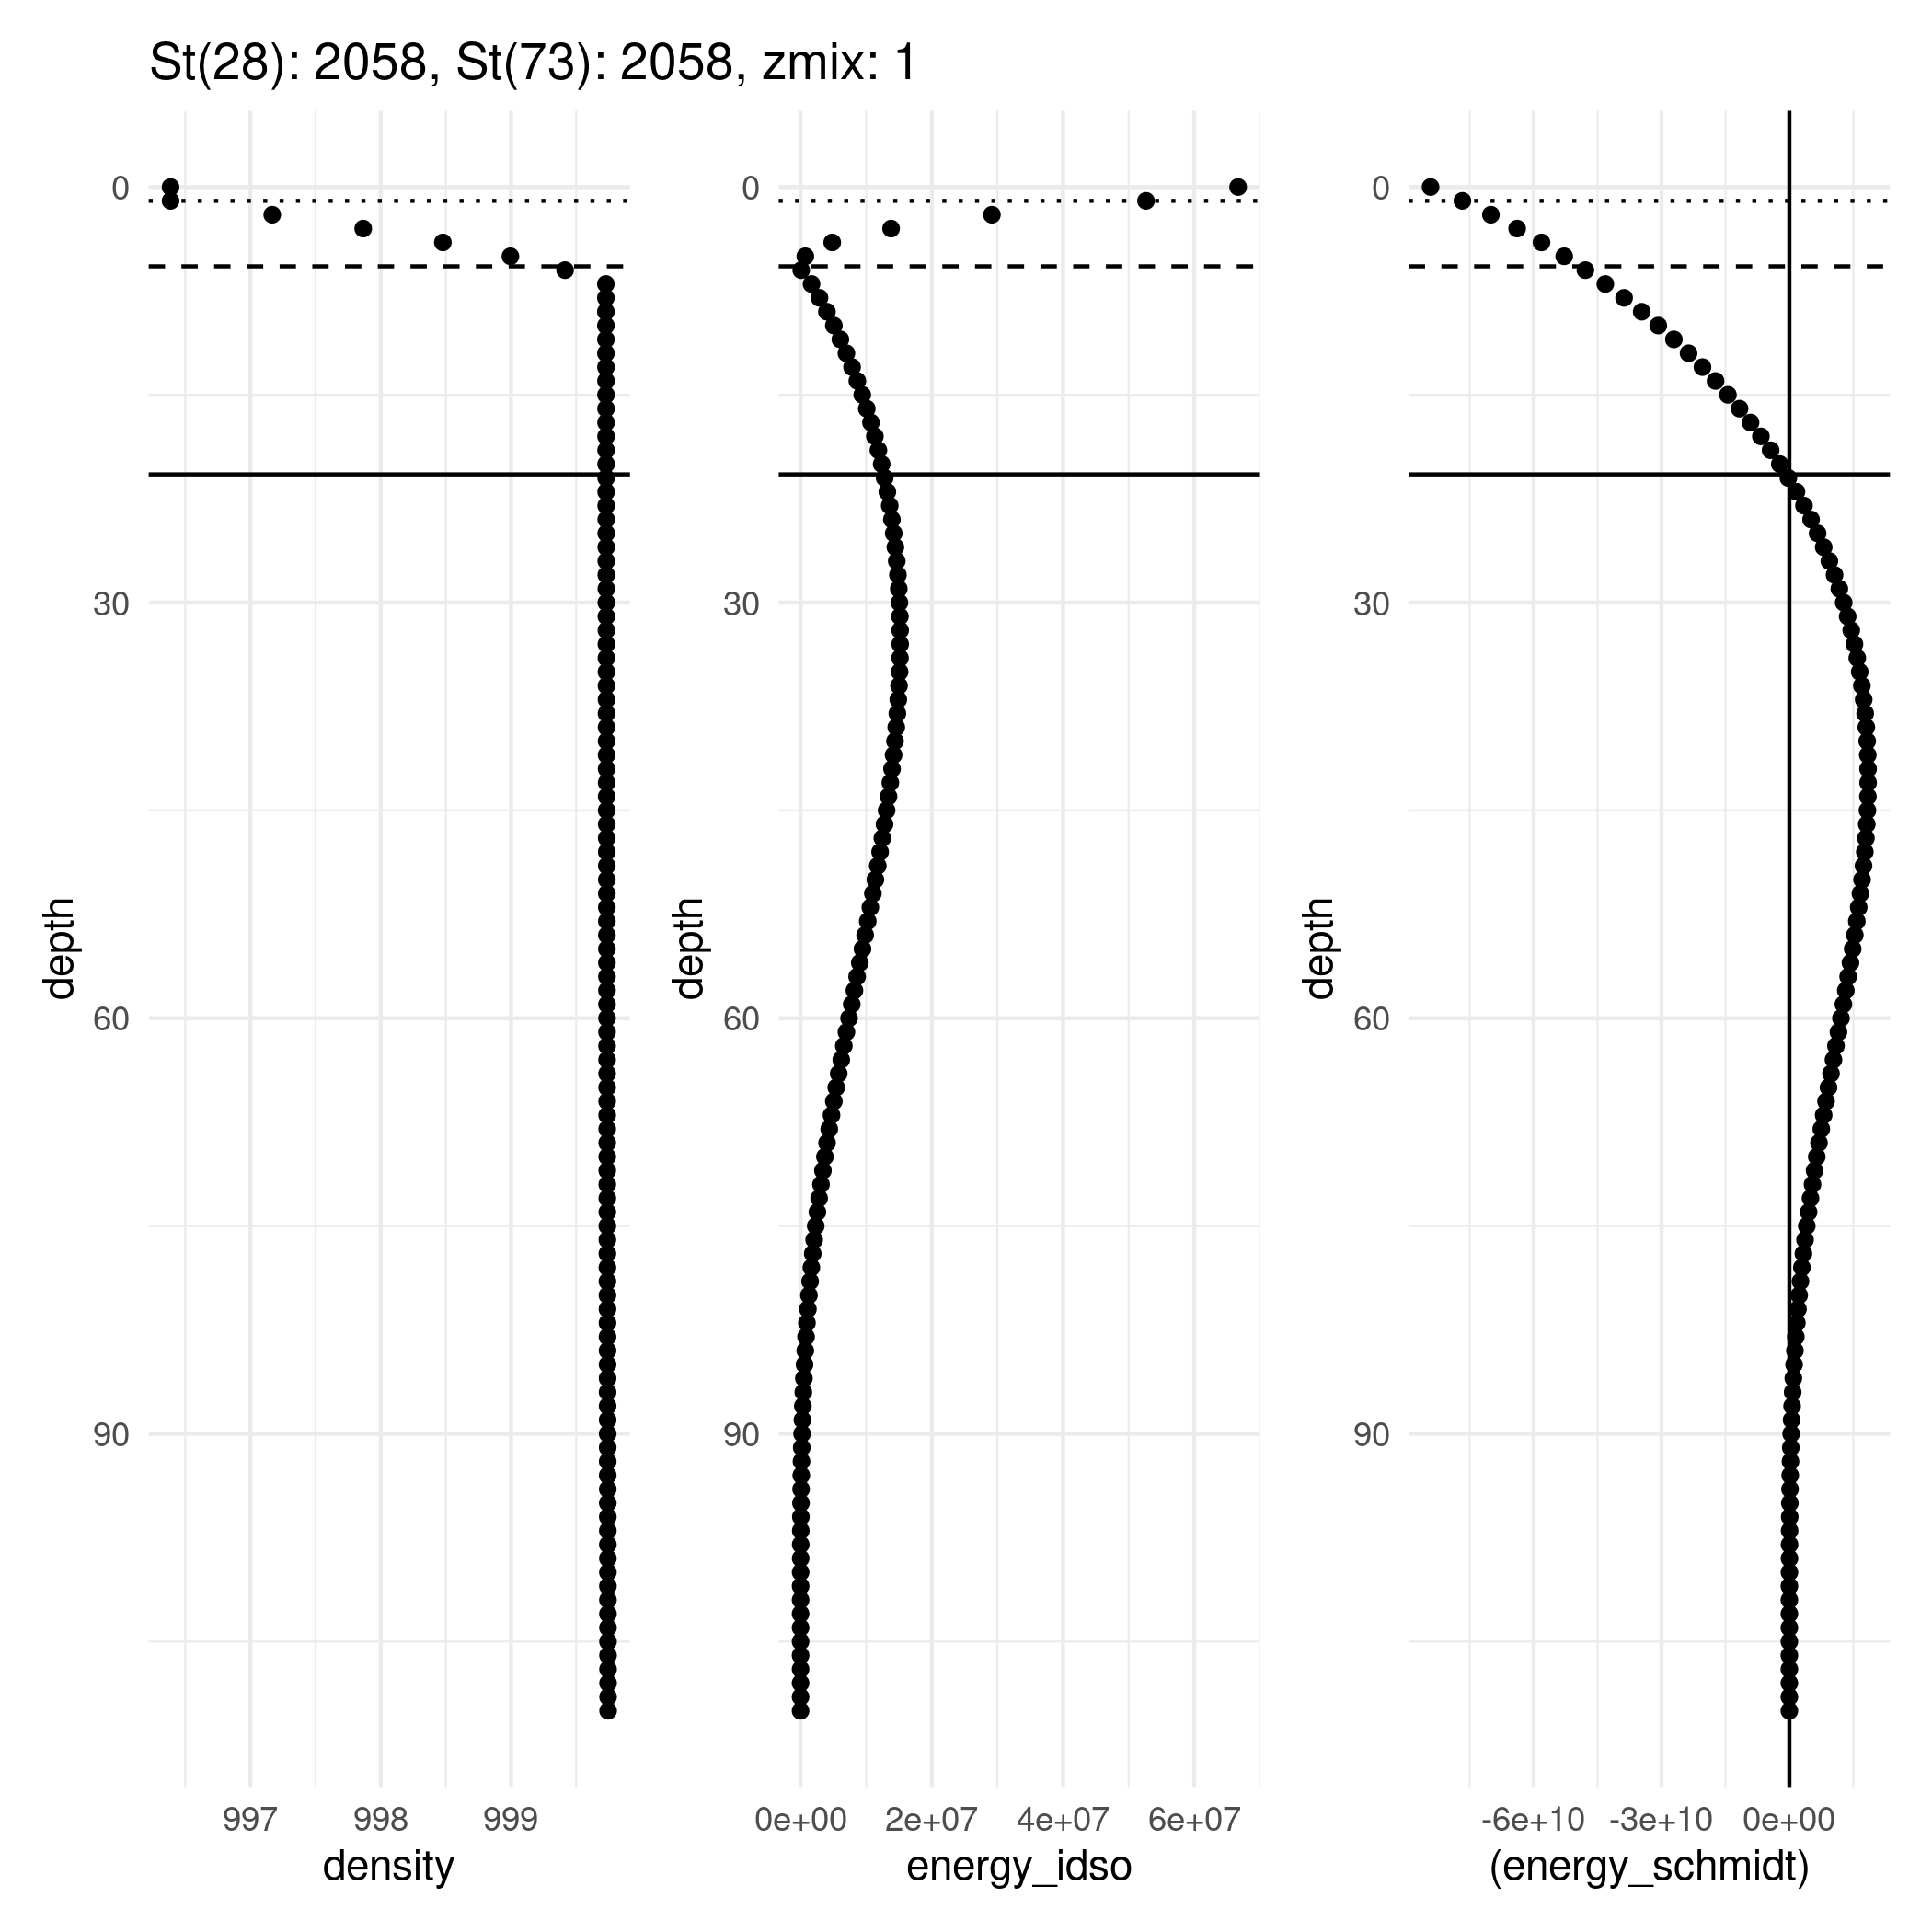 St(28): 2058, St(73): 2058, zmix: 1
0
30
60
90
depth
997
998
999
density
0
30
60
90
depth
0e+00
2e+07
4e+07
6e+07
energy_idso
0
30
60
90
depth
-6e+10
-3e+10
0e+00
(energy_schmidt)